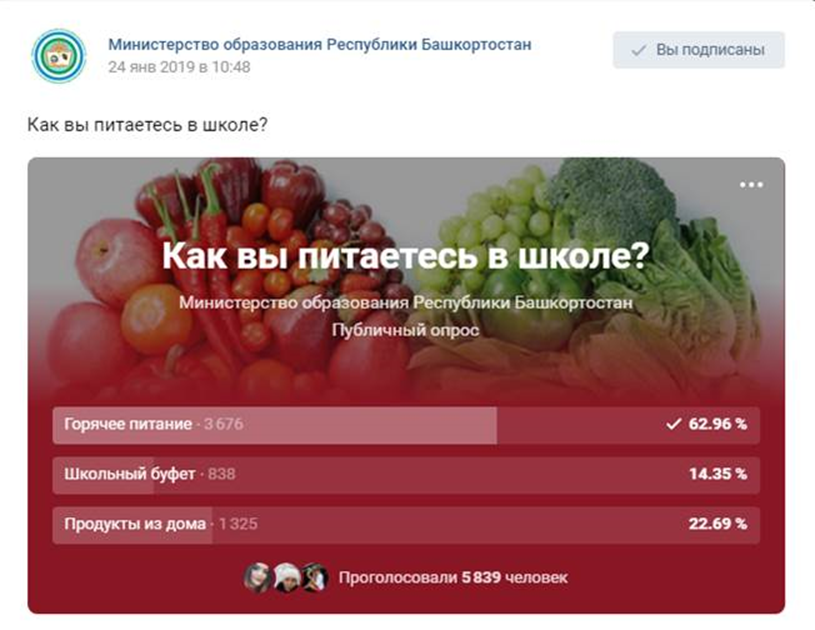 Министерство образования Республики Башкортостан
24 янв 2019 в 10:48
Вы подписаны
Как вы питаетесь в школе?
Как вы питаетесь в школе?
Министерство образования Республики Башкортостан
Публичный опрос
Горячее питание · 3 676 62.96 %
Школьный буфет · 838 14.35 %
Продукты из дома · 1 325 22.69 %
Проголосовали 5 839 человек